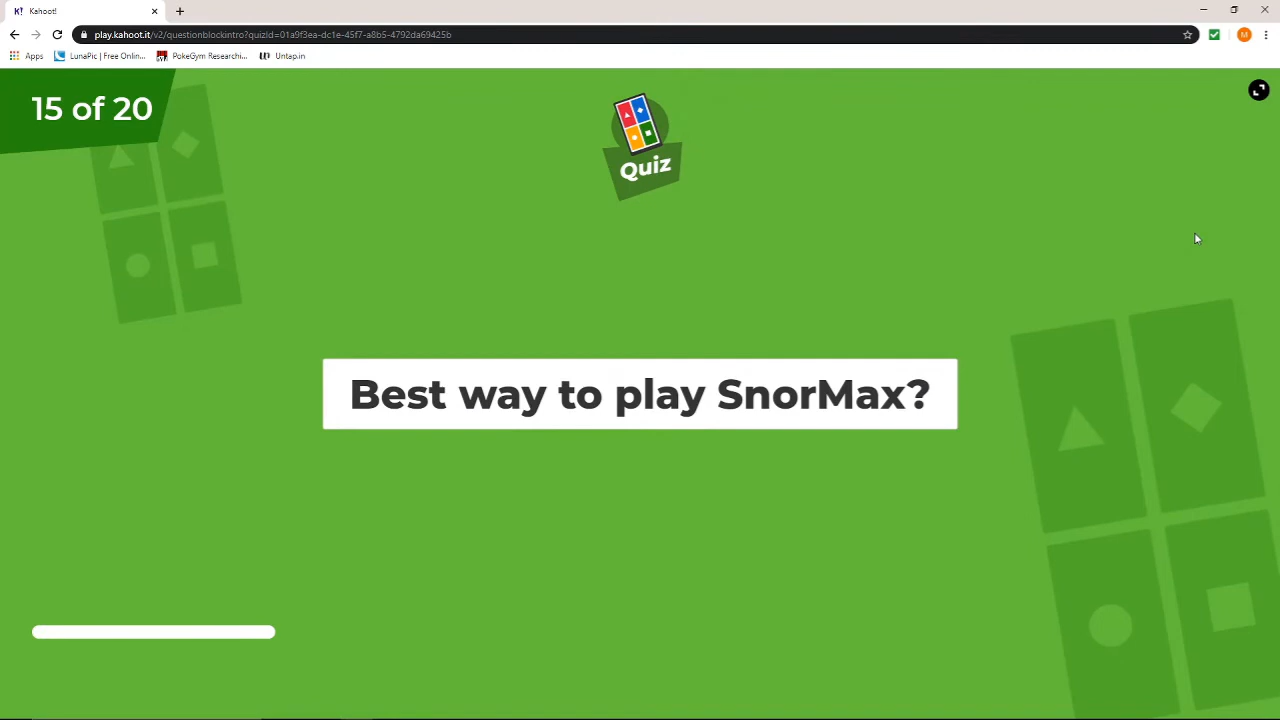 Kahoot!
play.kahoot.it/v2/questionblockintro?quizId=01a9f3ea-dc1e-45f7-a8b5-4792da69425b
M
Apps
LunaPic | Free Onlin...
PokeGym Researchi...
Untap.in
15 of 20
Quiz
Best way to play SnorMax?